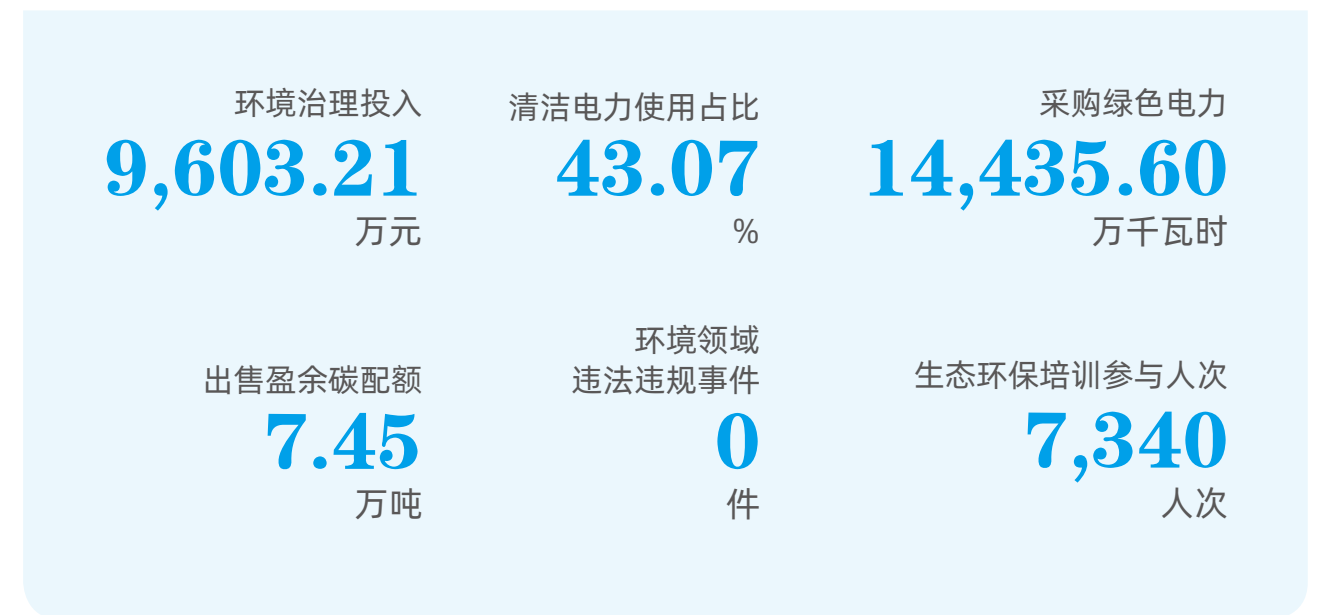 环境治理投入
9,603.21
万元
清洁电力使用占比
43.07
%
采购绿色电力
14,435.60
万千瓦时
出售盈余碳配额
7.45
万吨
环境领域
违法违规事件
0
件
生态环保培训参与人次
7,340
人次